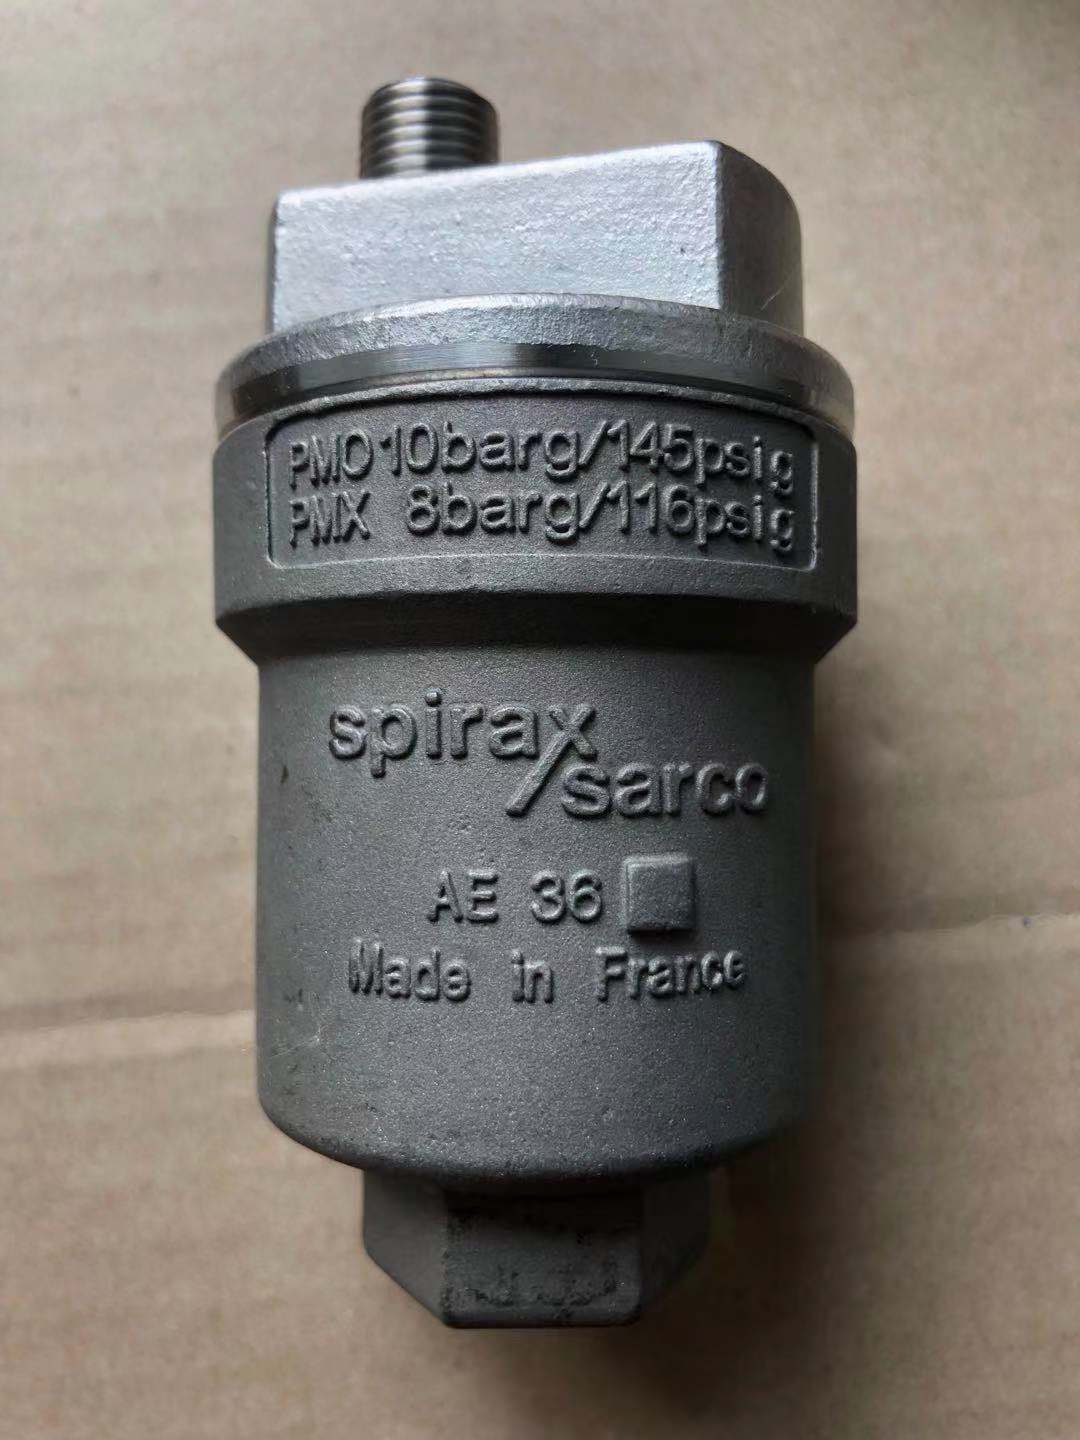 PMO 10barg/145psig
PMX 8barg/116psig
spirax
sarco
AE 36
Made in France